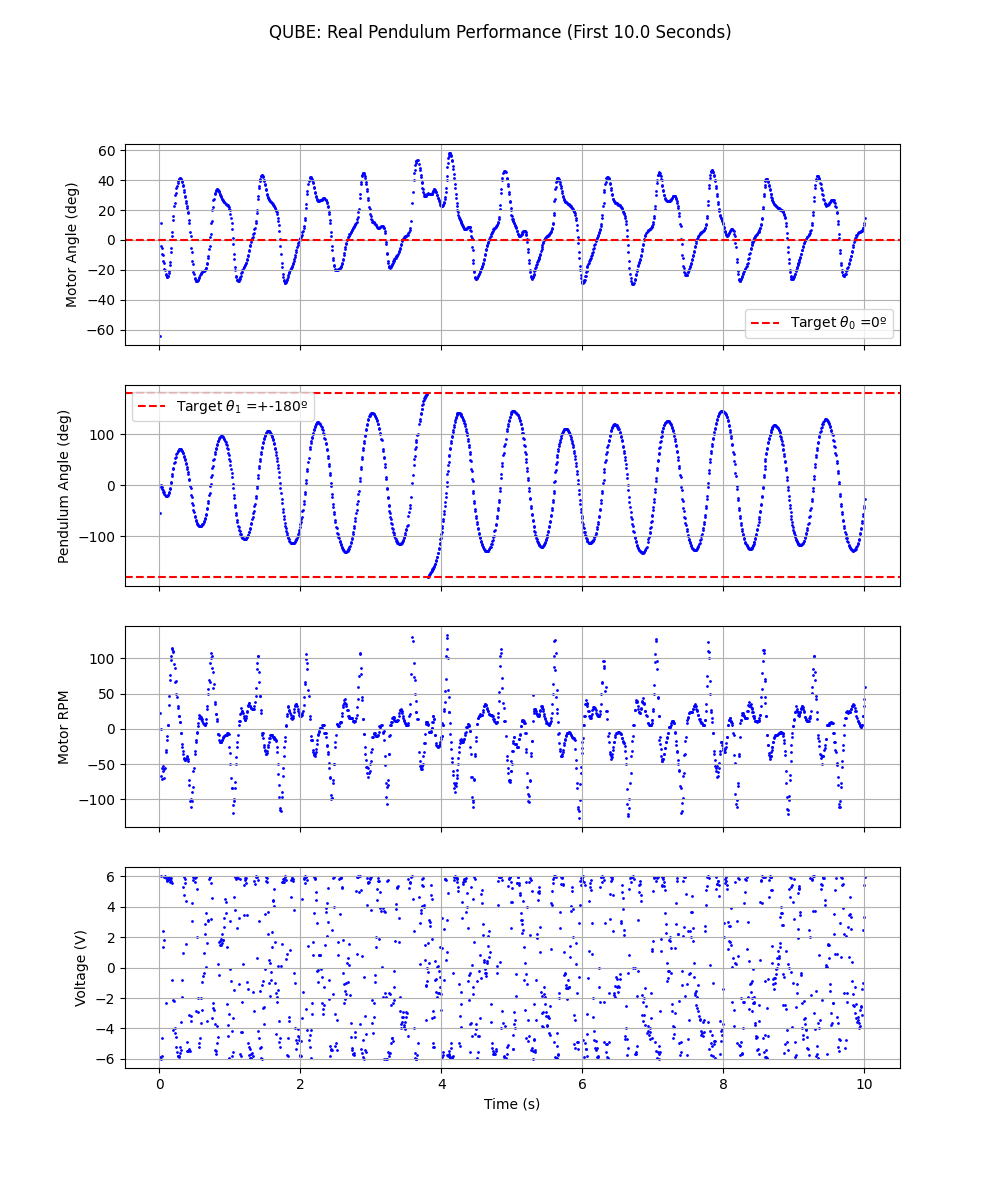 QUBE: Real Pendulum Performance (First 10.0 Seconds)
60
40
20
0
−20
−40
−60
Motor Angle (deg)
Target θ0 =0º
100
0
−100
Pendulum Angle (deg)
Target θ1 =+-180º
100
50
0
−50
−100
Motor RPM
6
4
2
0
−2
−4
−6
Voltage (V)
0 2 4 6 8 10
Time (s)